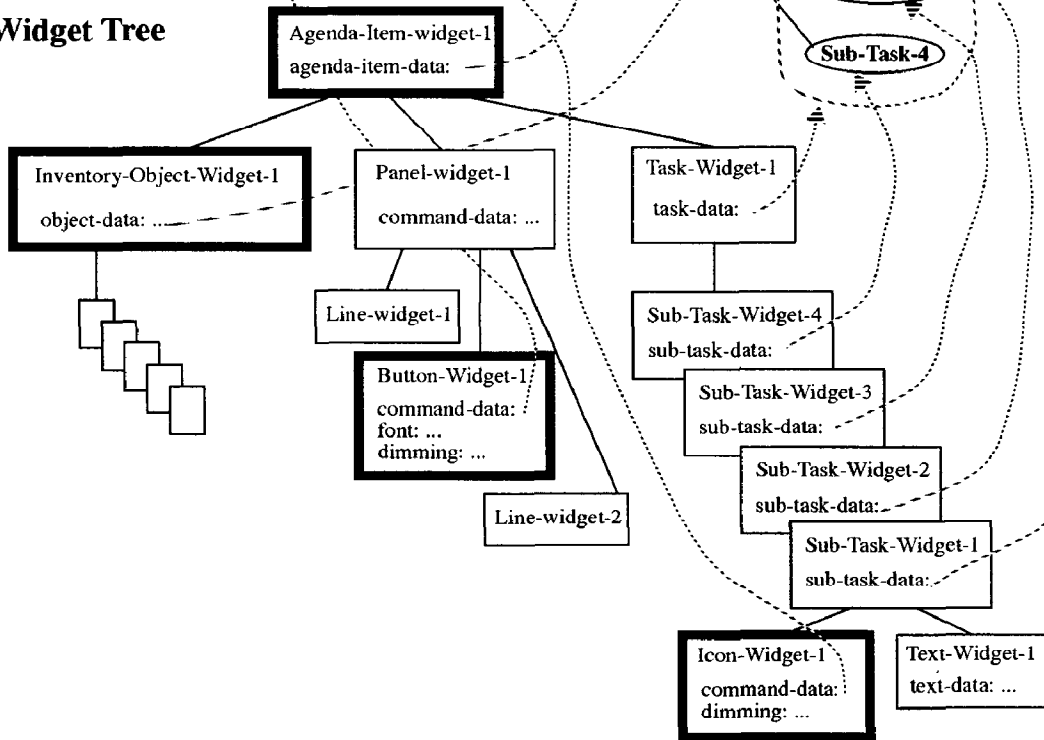 Widget Tree
Agenda-Item-widget-1
agenda-item-data:
Sub-Task-4
Inventory-Object-Widget-1
object-data: ...
Panel-widget-1
command-data: ...
Task-Widget-1
task-data:
Line-widget-1
Button-Widget-1
command-data:
font: ...
dimming: ...
Line-widget-2
Sub-Task-Widget-4
sub-task-data:
Sub-Task-Widget-3
sub-task-data:
Sub-Task-Widget-2
sub-task-data:
Sub-Task-Widget-1
sub-task-data:
Icon-Widget-1
command-data:
dimming: ...
Text-Widget-1
text-data: ...